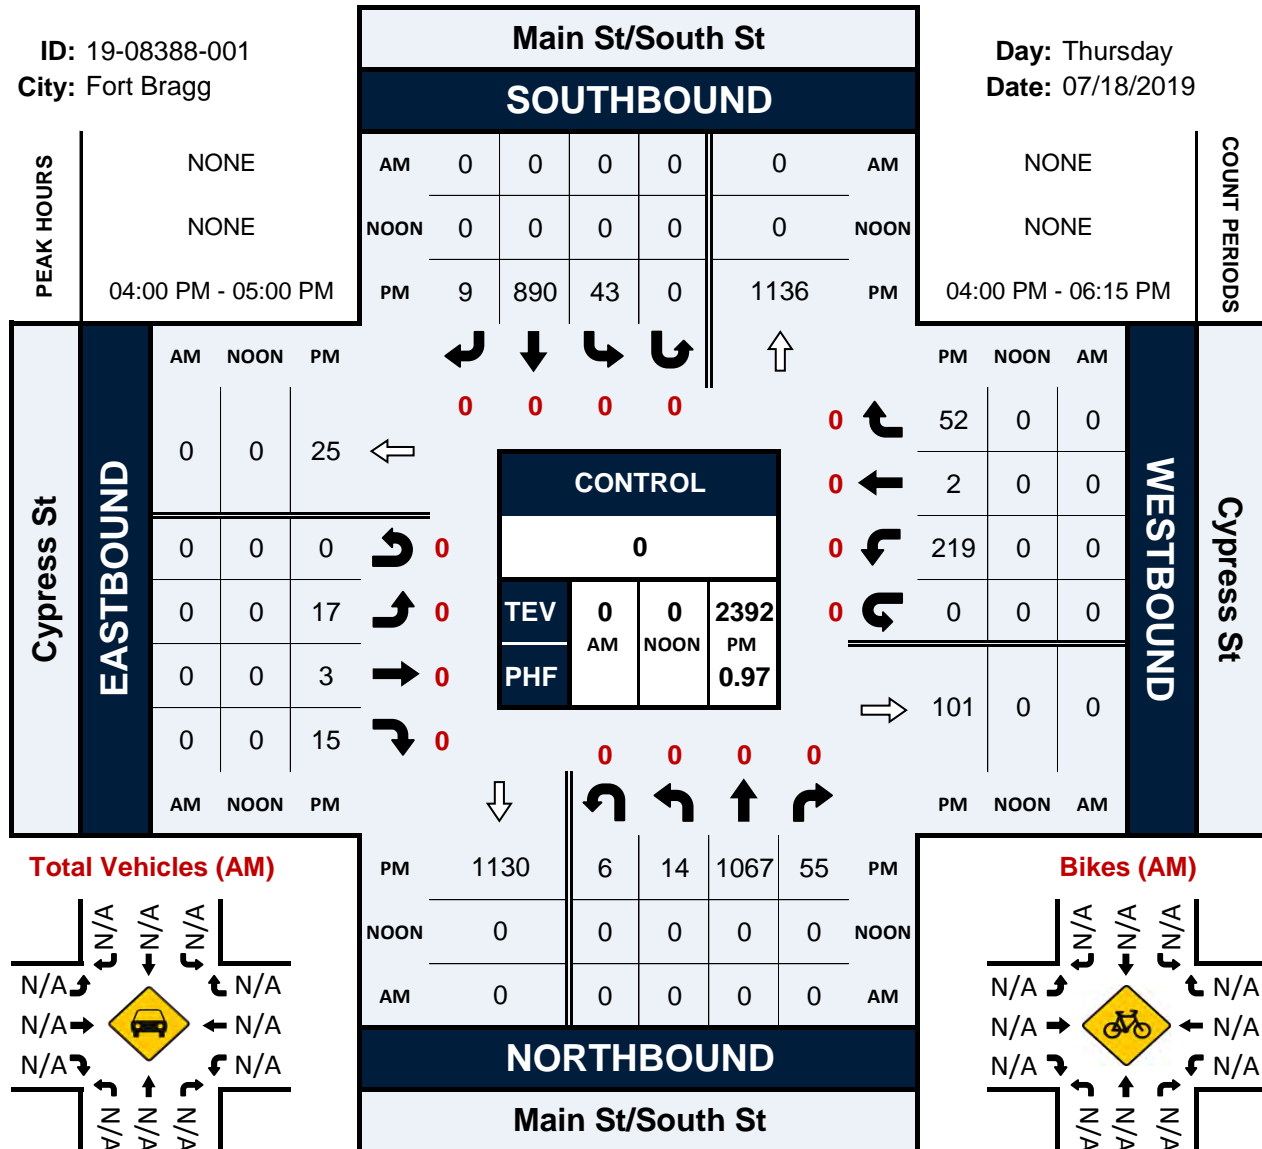 Main St/South St
ID: 19-08388-001
Day: Thursday
City: Fort Bragg
Date: 07/18/2019
SOUTHBOUND
PEAK HOURS
NONE
AM 0 0 0 0 0 AM
NONE
COUNT PERIODS
NONE
NOON 0 0 0 0 0 NOON
NONE
04:00 PM - 05:00 PM
PM 9 890 43 0 1136 PM
04:00 PM - 06:15 PM
AM NOON PM
PM NOON AM
0 0 0 0
0 52 0 0
0 0 25
CONTROL
0 2 0 0
Cypress St
EASTBOUND
WESTBOUND
Cypress St
0 0 0 0
0
0 219 0 0
0 0 17 0
TEV 0 0 2392
0 0 0 0
AM NOON PM
0 0 3 0
PHF 0.97
101 0 0
0 0 15 0
0 0 0 0
AM NOON PM
PM NOON AM
Total Vehicles (AM)
PM 1130 6 14 1067 55 PM
Bikes (AM)
NOON 0 0 0 0 0 NOON
AM 0 0 0 0 0 AM
N/A N/A N/A
N/A N/A
N/A N/A
N/A N/A
N/A N/A N/A
N/A N/A N/A
N/A N/A
N/A N/A
N/A N/A
N/A N/A N/A
NORTHBOUND
Main St/South St